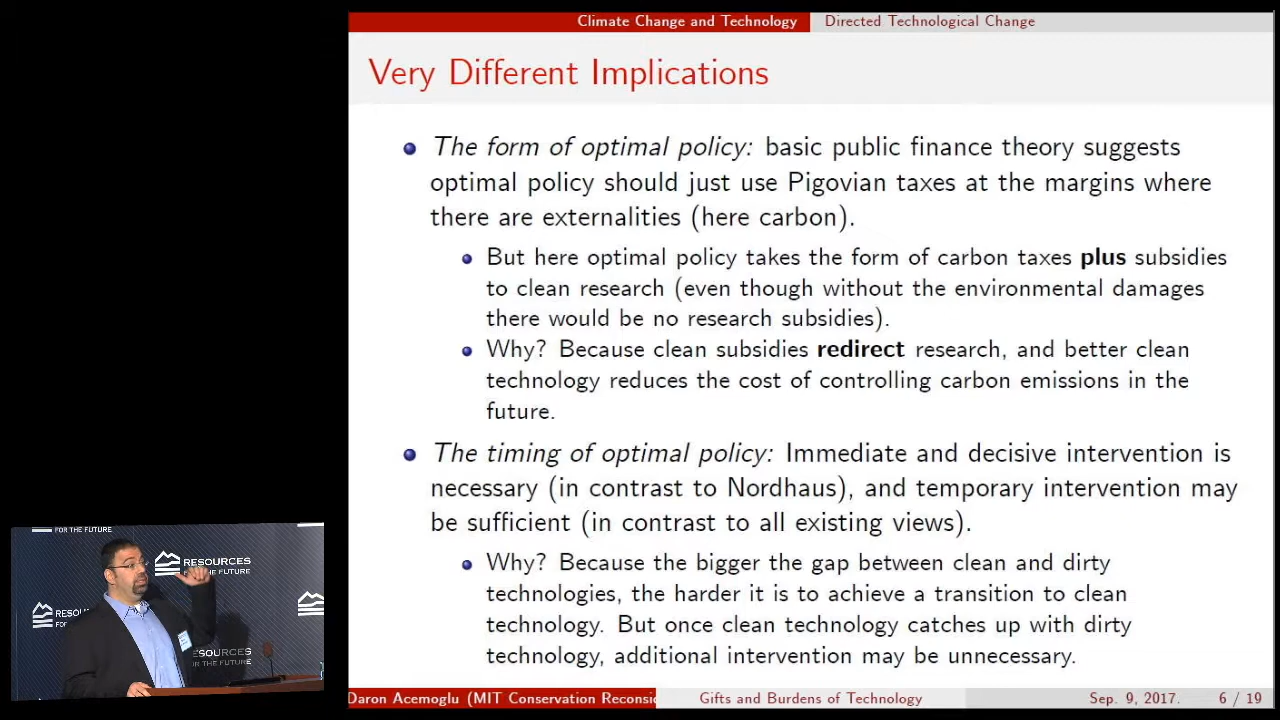 Climate Change and Technology Directed Technological Change
Very Different Implications
The form of optimal policy: basic public finance theory suggests
optimal policy should just use Pigovian taxes at the margins where
there are externalities (here carbon).
But here optimal policy takes the form of carbon taxes plus subsidies
to clean research (even though without the environmental damages
there would be no research subsidies).
Why? Because clean subsidies redirect research, and better clean
technology reduces the cost of controlling carbon emissions in the
future.
The timing of optimal policy: Immediate and decisive intervention is
necessary (in contrast to Nordhaus), and temporary intervention may
be sufficient (in contrast to all existing views).
Why? Because the bigger the gap between clean and dirty
technologies, the harder it is to achieve a transition to clean
technology. But once clean technology catches up with dirty
technology, additional intervention may be unnecessary.
Daron Acemoglu (MIT Conservation Reconsid Gifts and Burdens of Technology Sep. 9, 2017. 6 / 19
FOR THE FUTURE
RESOURCES
FOR THE FUTURE
RESOU
FO
SOURCES
R THE FUTURE